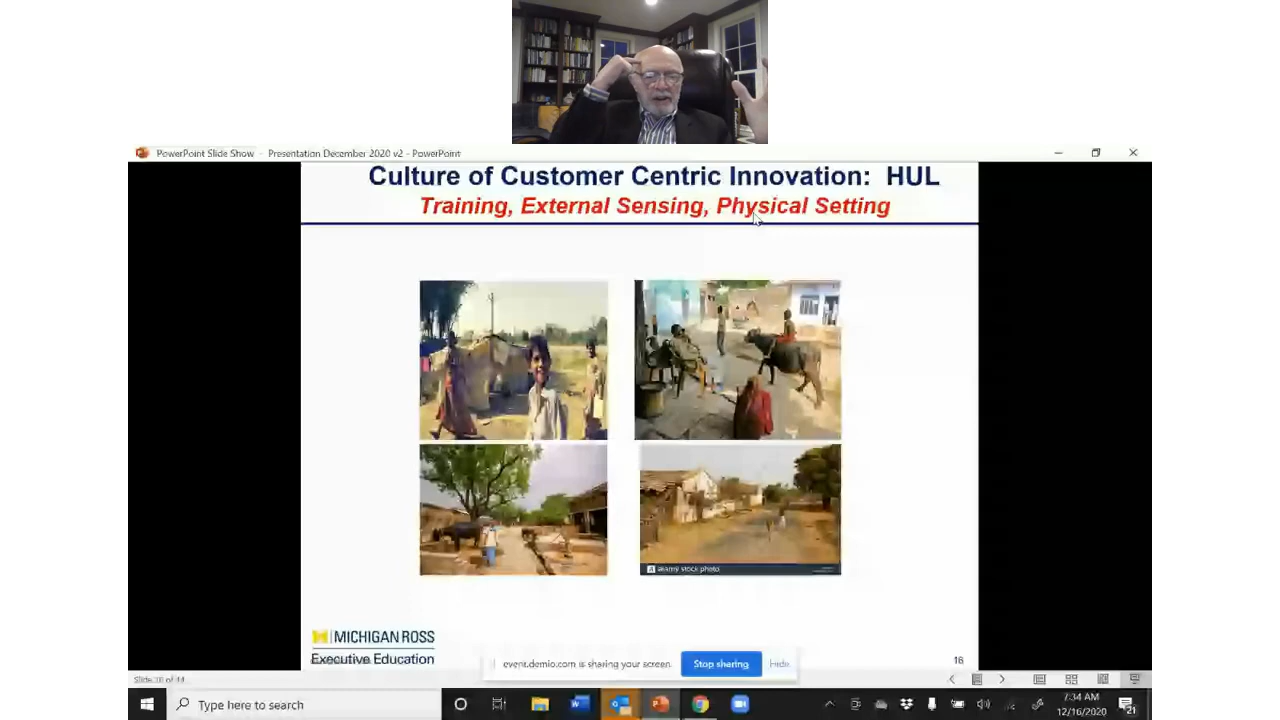 PowerPoint Slide Show - Presentation December 2020 v2 - PowerPoint
Culture of Customer Centric Innovation: HUL
Training, External Sensing, Physical Setting
alamy stock photo
MICHIGAN ROSS
Executive Education
event.demio.com is sharing your screen.
Stop sharing
Hide
16
Type here to search
7:34 AM
12/16/2020
21